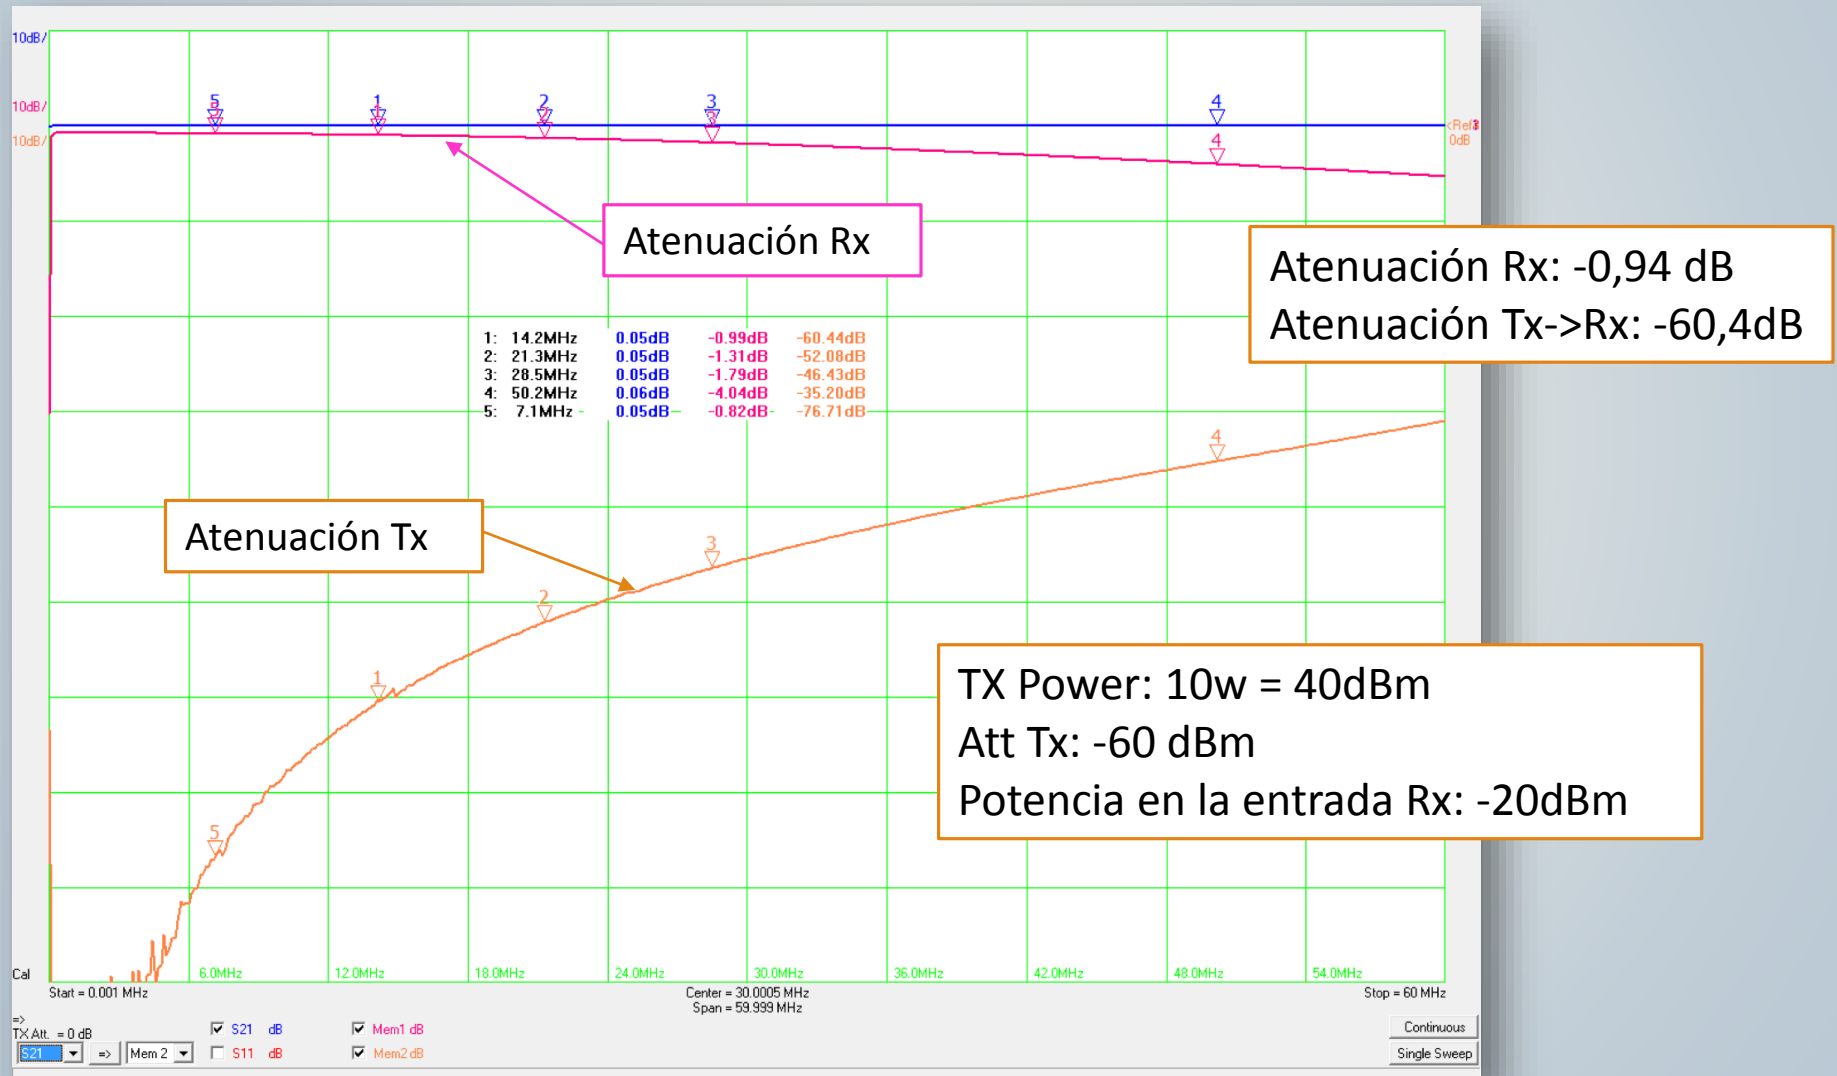 10dB/
10dB/
10dB/
5 1 2 3 4
5 1 2 3 4
<Ref
0dB
Atenuación Rx
Atenuación Rx: -0,94 dB
Atenuación Tx->Rx: -60,4dB
1: 14.2MHz 0.05dB -0.99dB -60.44dB
2: 21.3MHz 0.05dB -1.31dB -52.08dB
3: 28.5MHz 0.05dB -1.79dB -46.43dB
4: 50.2MHz 0.06dB -4.04dB -35.20dB
5: 7.1MHz 0.05dB -0.82dB -76.71dB
4
Atenuación Tx
3
2
1
5
TX Power: 10w = 40dBm
Att Tx: -60 dBm
Potencia en la entrada Rx: -20dBm
Cal
6.0MHz 12.0MHz 18.0MHz 24.0MHz 30.0MHz 36.0MHz 42.0MHz 48.0MHz 54.0MHz
Start = 0.001 MHz Center = 30.0005 MHz Stop = 60 MHz
Span = 59.999 MHz
=>
TX Att. = 0 dB
S21 dB Mem1 dB Continuous
S21 => Mem 2 S11 dB Mem2 dB Single Sweep